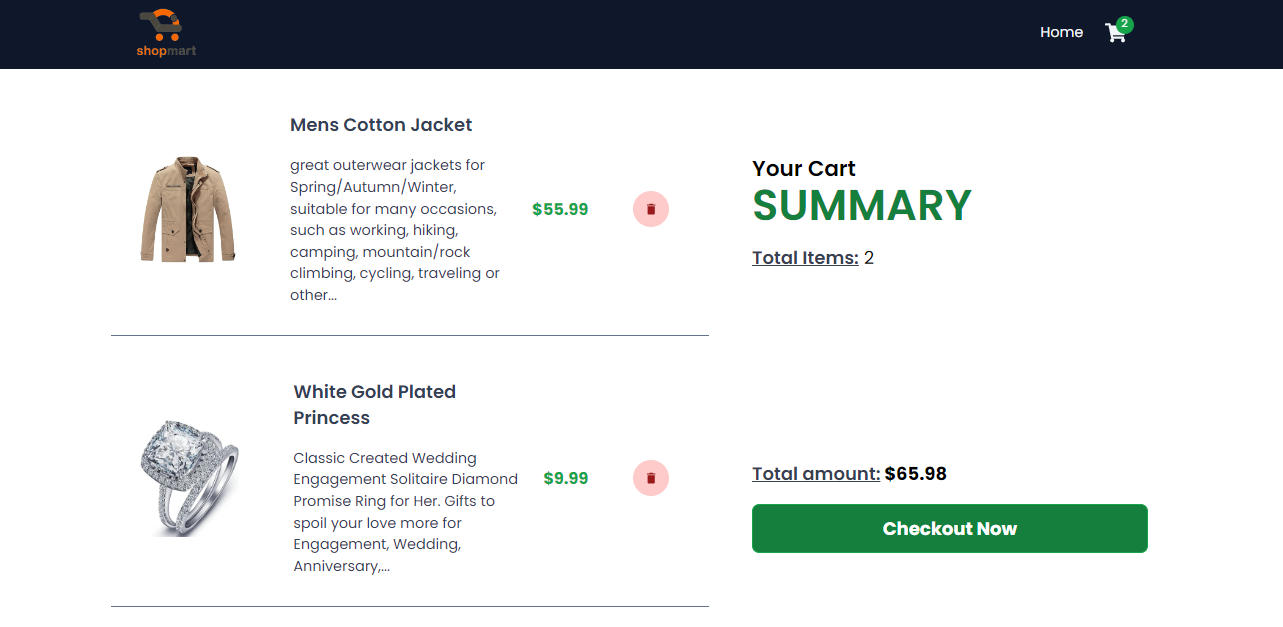 shopmart
Home
2
Mens Cotton Jacket
great outerwear jackets for
Spring/Autumn/Winter,
suitable for many occasions,
such as working, hiking,
camping, mountain/rock
climbing, cycling, traveling or
other...
$55.99
White Gold Plated
Princess
Classic Created Wedding
Engagement Solitaire Diamond
Promise Ring for Her. Gifts to
spoil your love more for
Engagement, Wedding,
Anniversary,...
$9.99
Your Cart
SUMMARY
Total Items: 2
Total amount: $65.98
Checkout Now